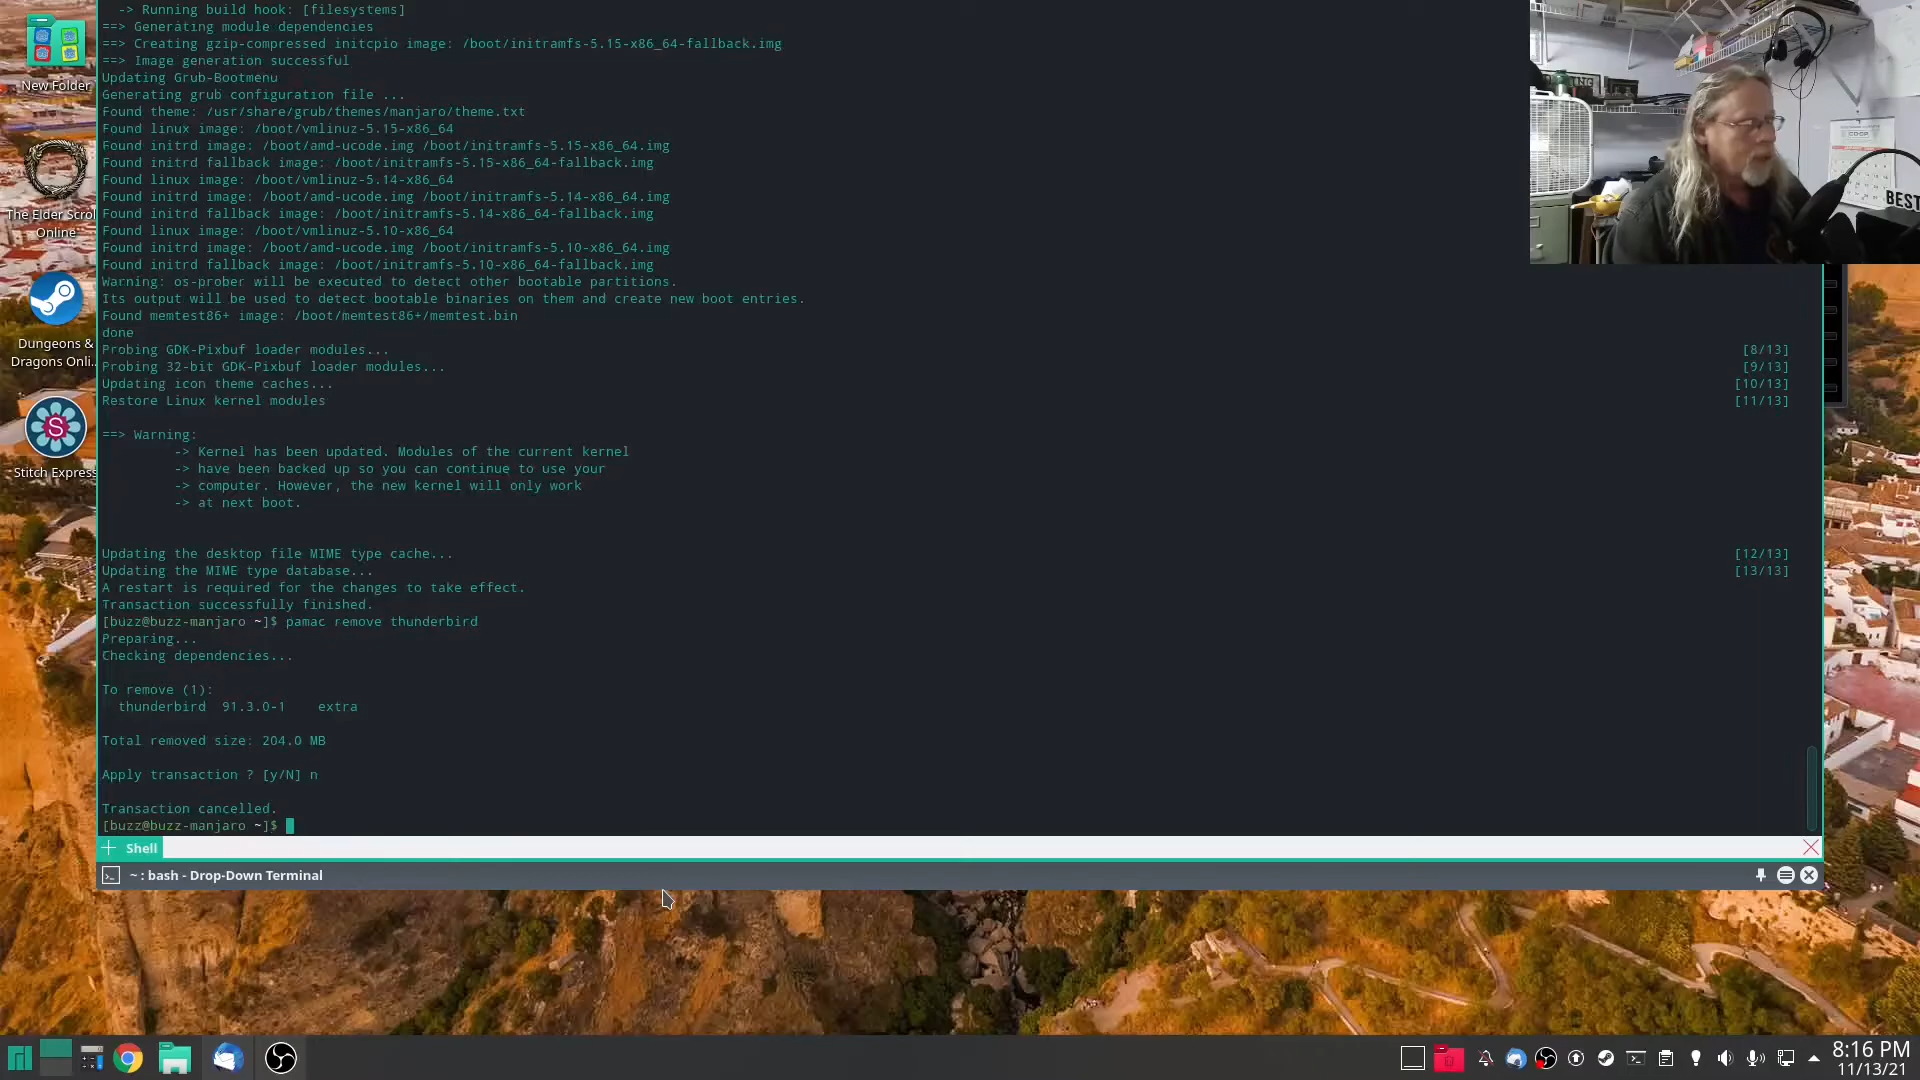 -> Running build hook: [filesystems]
==> Generating module dependencies
==> Creating gzip-compressed initcpio image: /boot/initramfs-5.15-x86_64-fallback.img
==> Image generation successful
Updating Grub-Bootmenu
Generating grub configuration file ...
Found theme: /usr/share/grub/themes/manjaro/theme.txt
Found linux image: /boot/vmlinuz-5.15-x86_64
Found initrd image: /boot/amd-ucode.img /boot/initramfs-5.15-x86_64.img
Found initrd fallback image: /boot/initramfs-5.15-x86_64-fallback.img
Found linux image: /boot/vmlinuz-5.14-x86_64
Found initrd image: /boot/amd-ucode.img /boot/initramfs-5.14-x86_64.img
Found initrd fallback image: /boot/initramfs-5.14-x86_64-fallback.img
Found linux image: /boot/vmlinuz-5.10-x86_64
Found initrd image: /boot/amd-ucode.img /boot/initramfs-5.10-x86_64.img
Found initrd fallback image: /boot/initramfs-5.10-x86_64-fallback.img
Warning: os-prober will be executed to detect other bootable partitions.
Its output will be used to detect bootable binaries on them and create new boot entries.
Found memtest86+ image: /boot/memtest86+/memtest.bin
done
Probing GDK-Pixbuf loader modules... [8/13]
Probing 32-bit GDK-Pixbuf loader modules... [9/13]
Updating icon theme caches... [10/13]
Restore Linux kernel modules [11/13]
==> Warning:
-> Kernel has been updated. Modules of the current kernel
-> have been backed up so you can continue to use your
-> computer. However, the new kernel will only work
-> at next boot.
Updating the desktop file MIME type cache... [12/13]
Updating the MIME type database... [13/13]
A restart is required for the changes to take effect.
Transaction successfully finished.
[buzz@buzz-manjaro ~]$ pamac remove thunderbird
Preparing...
Checking dependencies...
To remove (1):
thunderbird 91.3.0-1 extra
Total removed size: 204.0 MB
Apply transaction ? [y/N] n
Transaction cancelled.
[buzz@buzz-manjaro ~]$
Shell
~ : bash - Drop-Down Terminal
New Folder
The Elder Scrol
Online
Dungeons &
Dragons Onli...
S
Stitch Express
COOP
BEST
8:16 PM
11/13/21